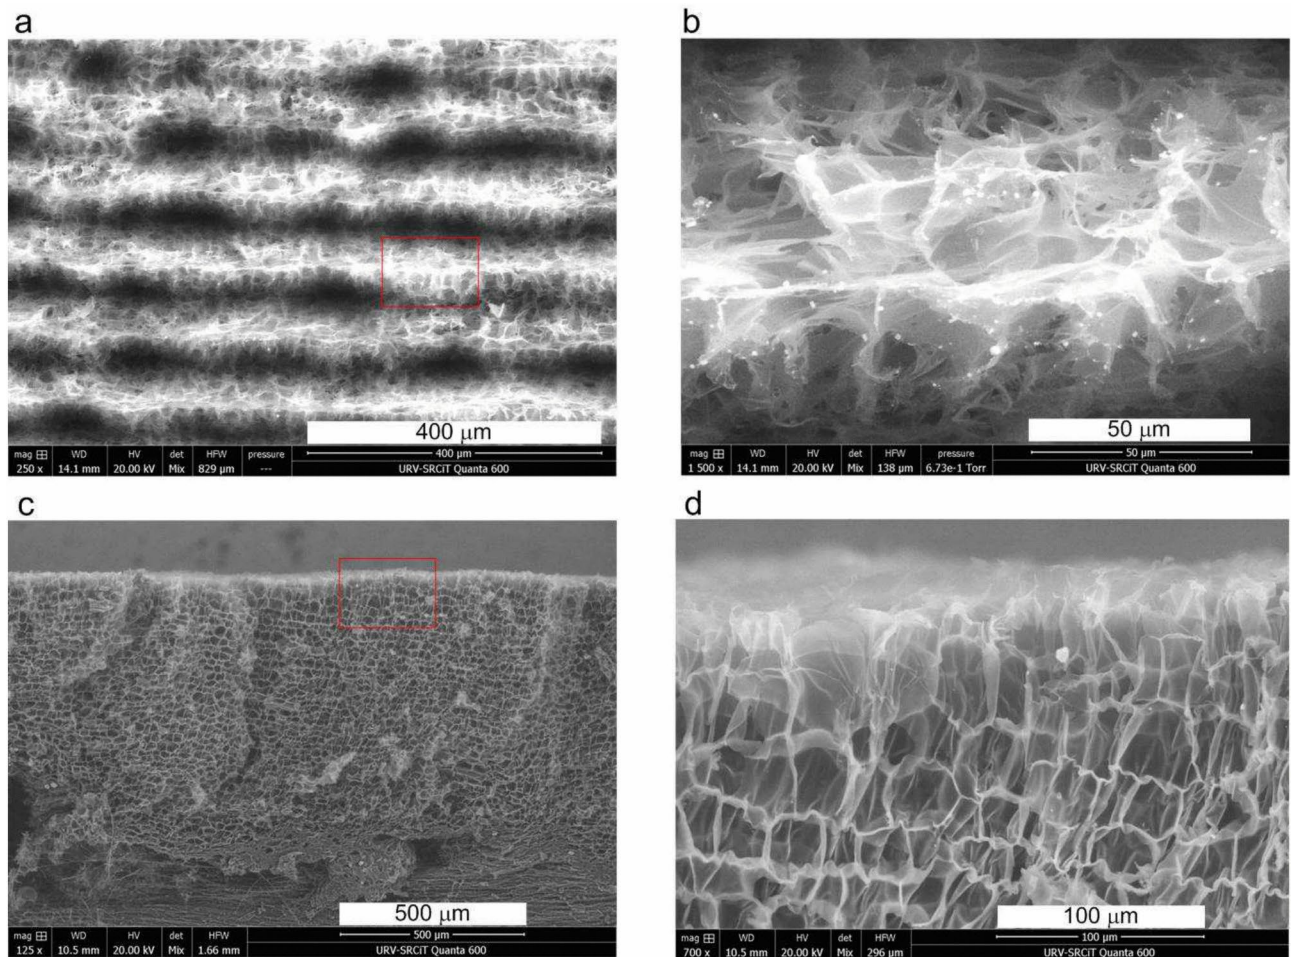 a
b
400 μm
mag WD HV det HFW pressure 400 μm
250 x 14.1 mm 20.00 kV Mix 829 μm --- URV-SRCiT Quanta 600
50 μm
mag WD HV det HFW pressure 50 μm
1 500 x 14.1 mm 20.00 kV Mix 138 μm 6.73e-1 Torr URV-SRCiT Quanta 600
c
d
500 μm
mag WD HV det HFW 500 μm
125 x 10.5 mm 20.00 kV Mix 1.66 mm URV-SRCiT Quanta 600
100 μm
mag WD HV det HFW 100 μm
700 x 10.5 mm 20.00 kV Mix 296 μm URV-SRCiT Quanta 600